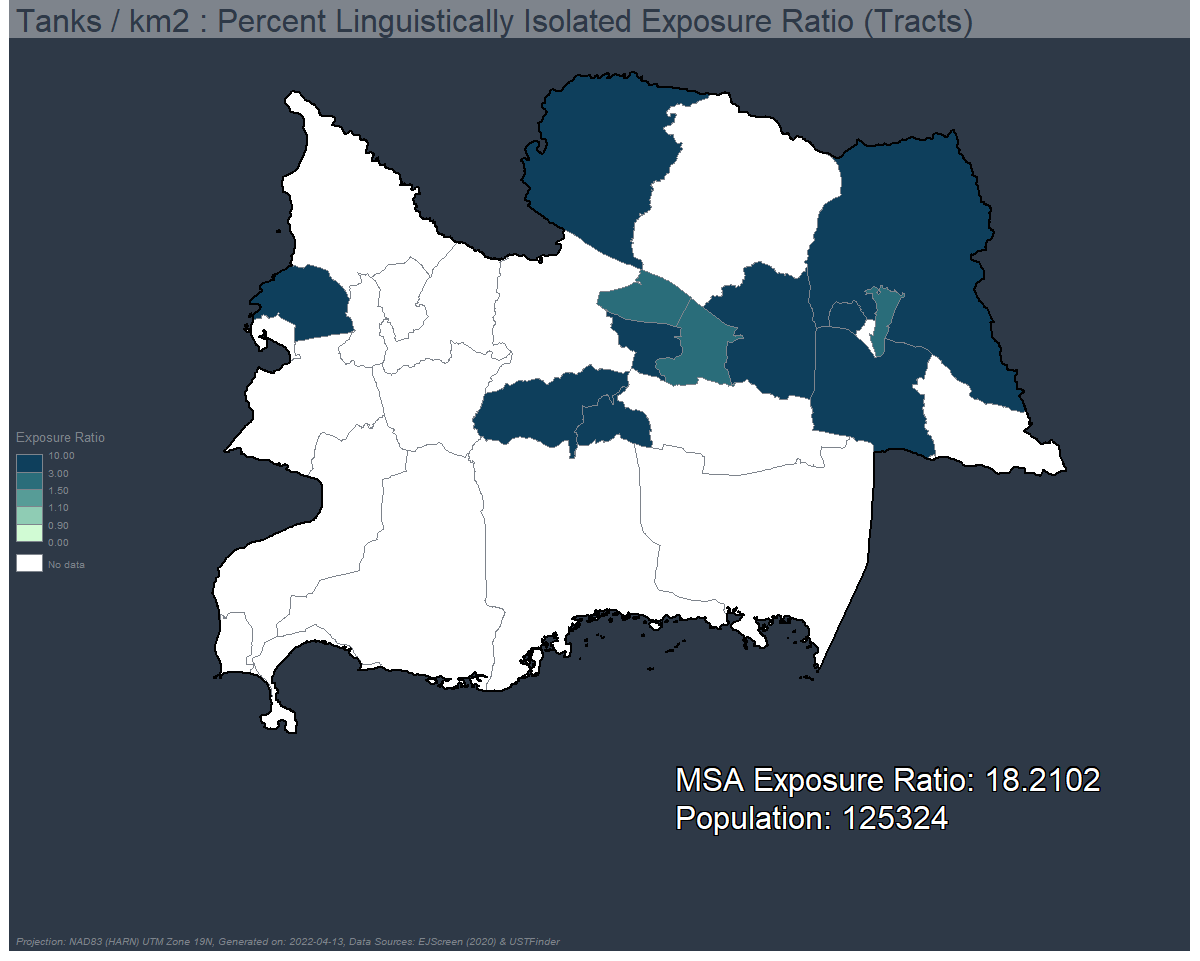 Tanks / km2 : Percent Linguistically Isolated Exposure Ratio (Tracts)
Exposure Ratio
10.00
3.00
1.50
1.10
0.90
0.00
No data
MSA Exposure Ratio: 18.2102
Population: 125324
Projection: NAD83 (HARN) UTM Zone 19N, Generated on: 2022-04-13, Data Sources: EJScreen (2020) & USTFinder